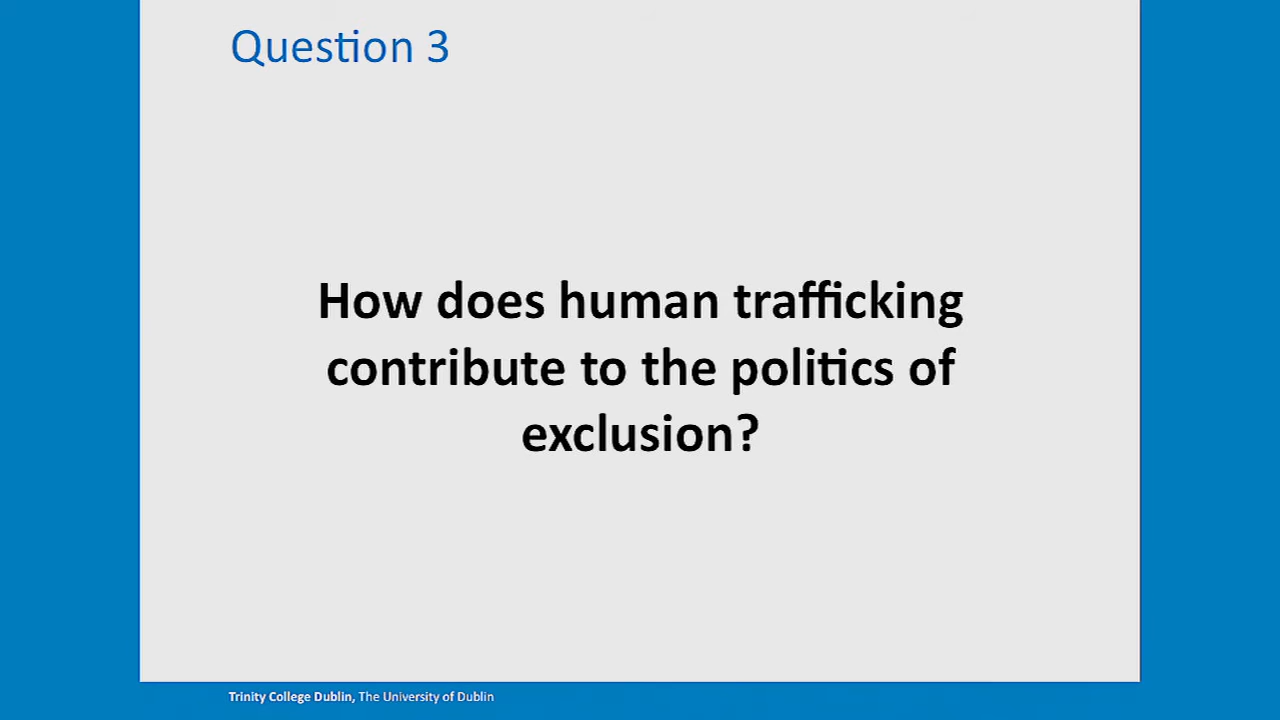 Question 3
How does human trafficking
contribute to the politics of
exclusion?
Trinity College Dublin, The University of Dublin